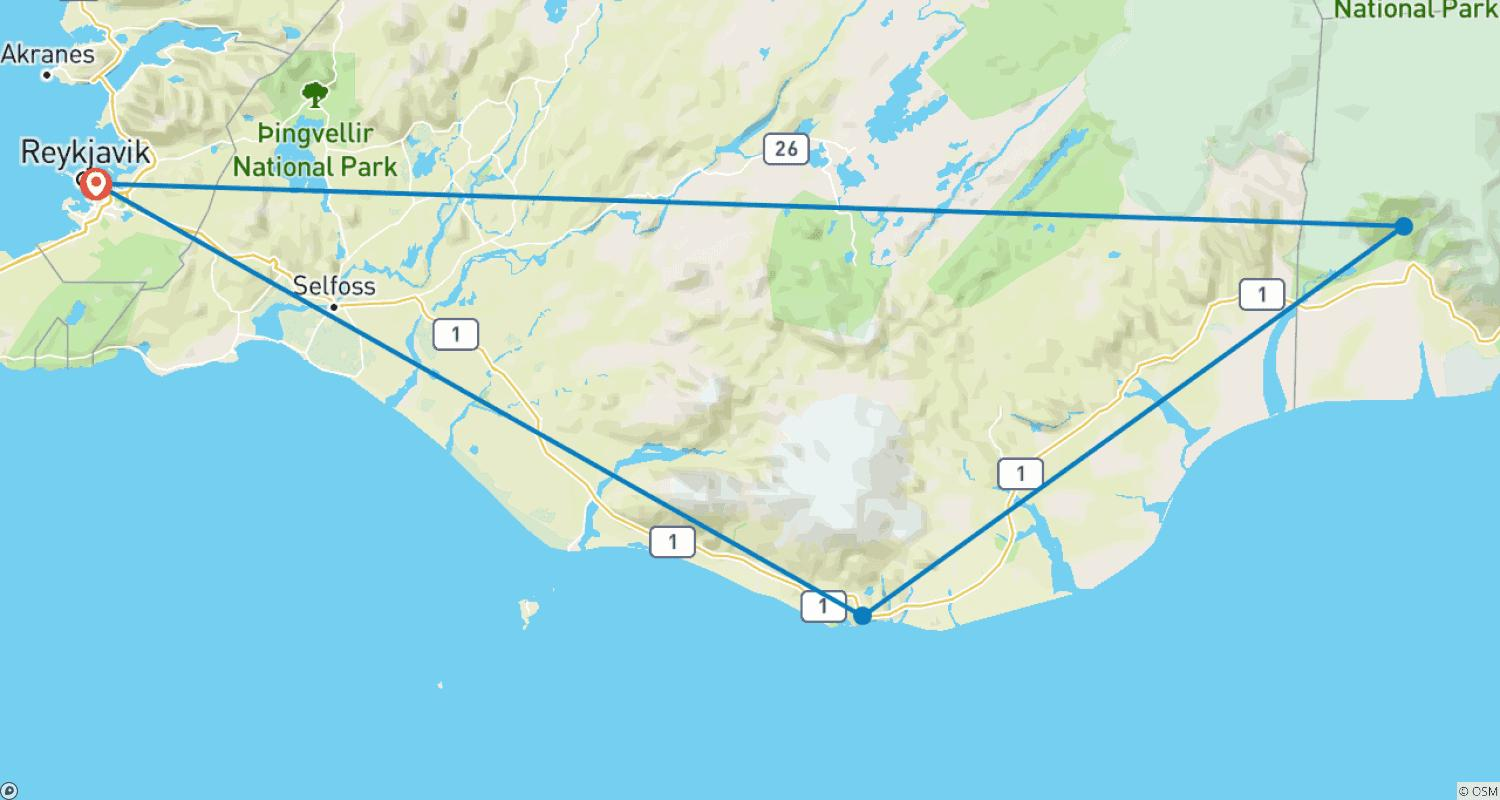 National Park
Akranes
Reykjavik
Þingvellir
National Park
26
Selfoss
1
1
1
1
1
© OSM